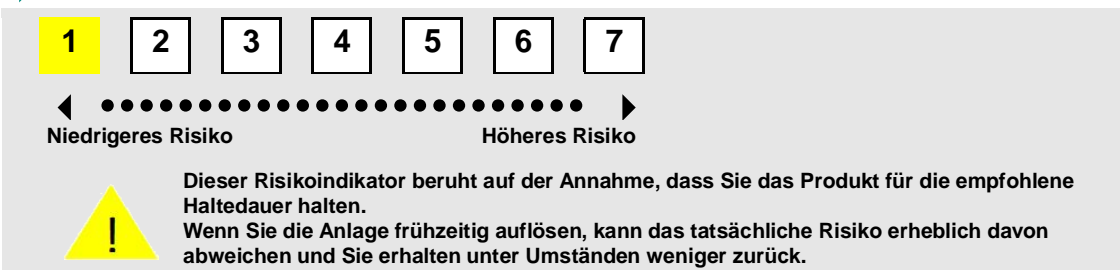 1 2 3 4 5 6 7
Niedrigeres Risiko Höheres Risiko
Dieser Risikoindikator beruht auf der Annahme, dass Sie das Produkt für die empfohlene
Haltedauer halten.
!
Wenn Sie die Anlage frühzeitig auflösen, kann das tatsächliche Risiko erheblich davon
abweichen und Sie erhalten unter Umständen weniger zurück.